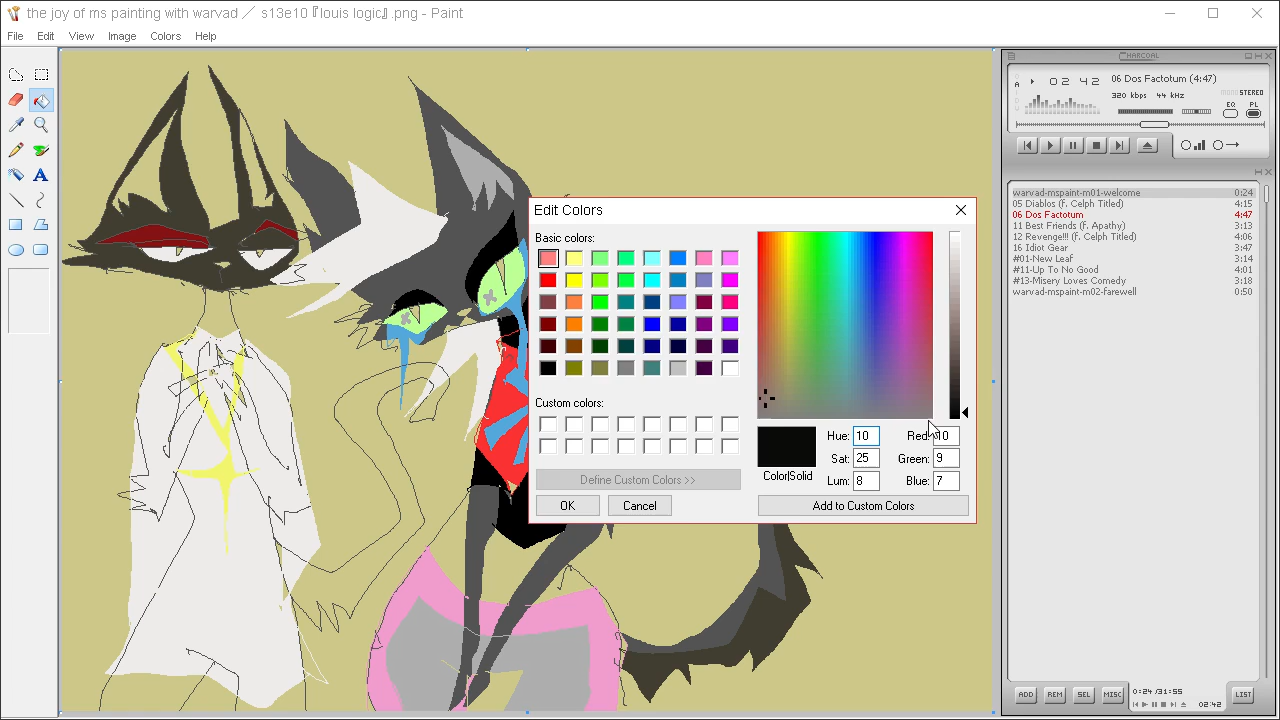 the joy of ms painting with warvad ／ s13e10『louis logic』.png - Paint
File Edit View Image Colors Help
A
Edit Colors
Basic colors:
Custom colors:
Define Custom Colors >>
OK Cancel
Color|Solid
Hue: 10 Red: 10
Sat: 25 Green: 9
Lum: 8 Blue: 7
Add to Custom Colors
CHARCOAL
02 42
06 Dos Factotum (4:47)
320 kbps 44 kHz
STEREO
EQ PL
warvad-mspaint-m01-welcome 0:24
05 Diablos (f. Celph Titled) 4:15
06 Dos Factotum 4:47
11 Best Friends (f. Apathy) 3:13
12 Revenge!!! (f. Celph Titled) 4:06
16 Idiot Gear 3:47
#01-New Leaf 3:14
#11-Up To No Good 4:01
#13-Misery Loves Comedy 3:18
warvad-mspaint-m02-farewell 0:50
ADD REM SEL MISC
0:24/31:55
02:42
LIST